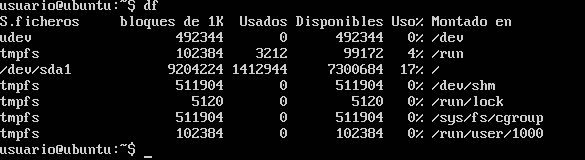 usuario@ubuntu:~$ df
S.ficheros bloques de 1K Usados Disponibles Uso% Montado en
udev 492344 0 492344 0% /dev
tmpfs 102384 3212 99172 4% /run
/dev/sda1 9204224 1412944 7300684 17% /
tmpfs 511904 0 511904 0% /dev/shm
tmpfs 5120 0 5120 0% /run/lock
tmpfs 511904 0 511904 0% /sys/fs/cgroup
tmpfs 102384 0 102384 0% /run/user/1000
usuario@ubuntu:~$ _